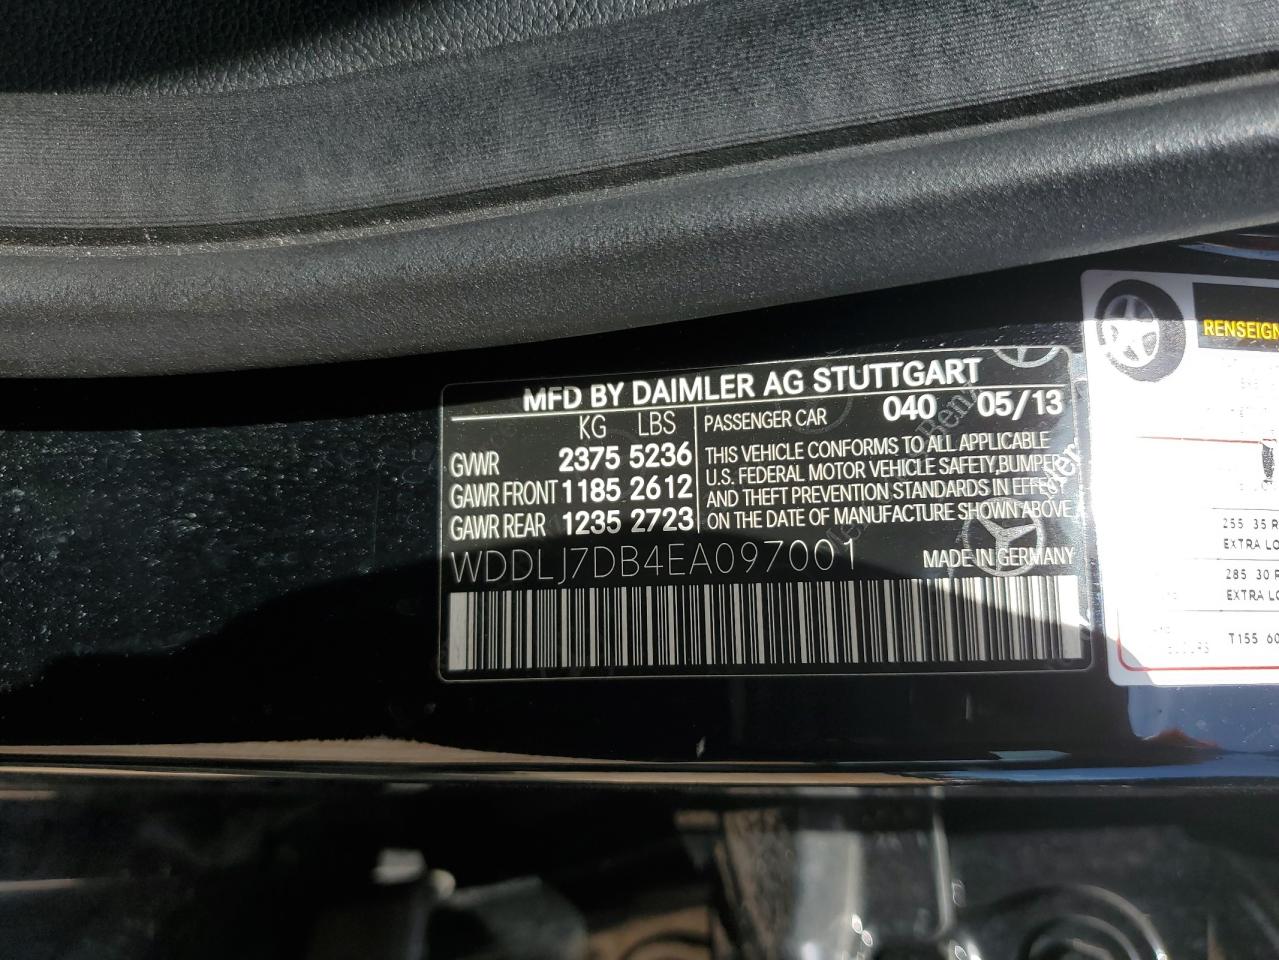 MFD BY DAIMLER AG STUTTGART
KG LBS
GVWR 2375 5236
GAWR FRONT 1185 2612
GAWR REAR 1235 2723
PASSENGER CAR 040 05/13
THIS VEHICLE CONFORMS TO ALL APPLICABLE
U.S. FEDERAL MOTOR VEHICLE SAFETY, BUMPER,
AND THEFT PREVENTION STANDARDS IN EFFECT
ON THE DATE OF MANUFACTURE SHOWN ABOVE.
WDDLJ7DB4EA097001 MADE IN GERMANY
RENSEIGN
255 35 R
EXTRA LO
285 30 R
EXTRA LO
T155 60